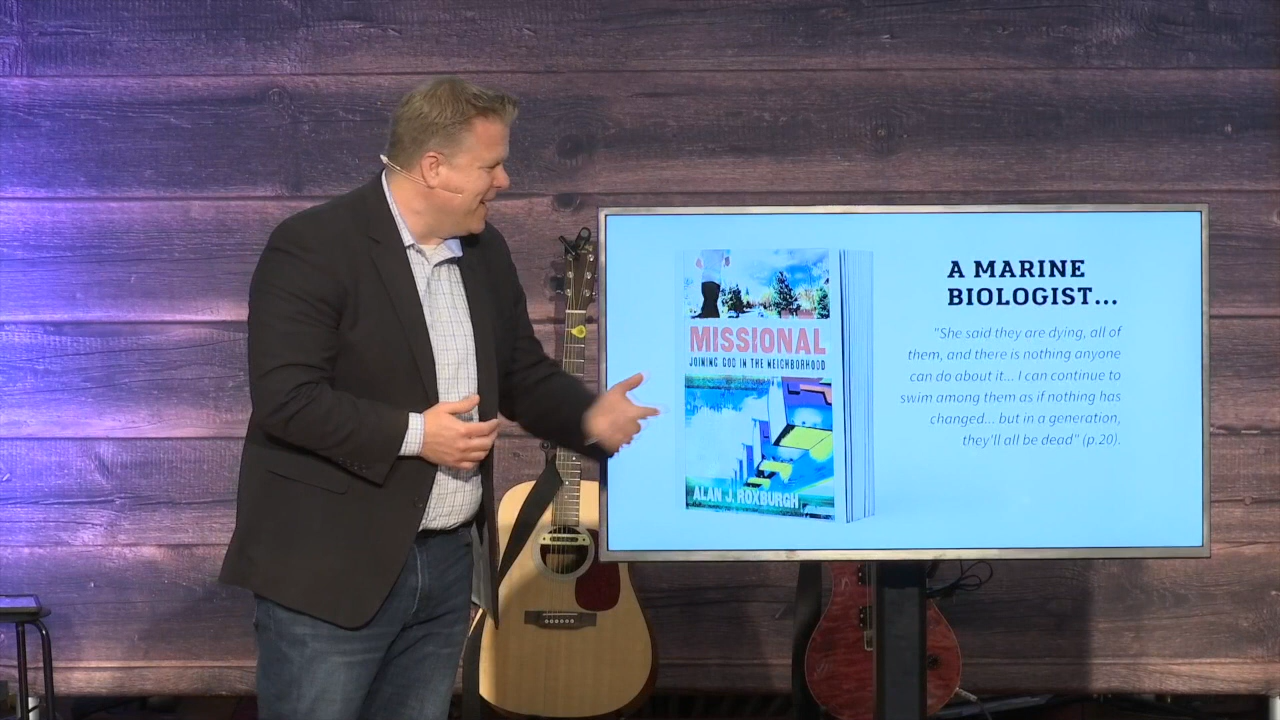 MISSIONAL
JOINING GOD IN THE NEIGHBORHOOD
ALAN J. ROXBURGH
A MARINE
BIOLOGIST...
"She said they are dying, all of
them, and there is nothing anyone
can do about it... I can continue to
swim among them as if nothing has
changed... but in a generation,
they'll all be dead" (p.20).